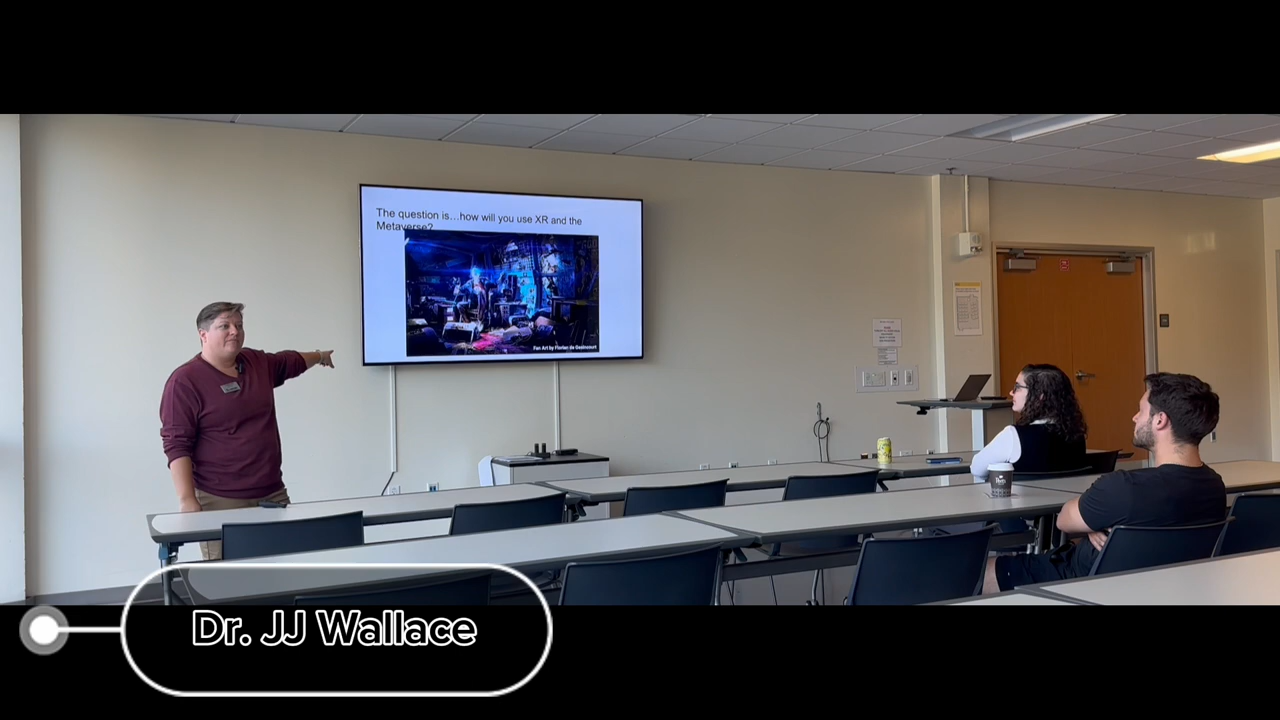 The question is...how will you use XR and the
Metaverse?
Fan Art by Florian de Gesincourt
Dr. JJ Wallace